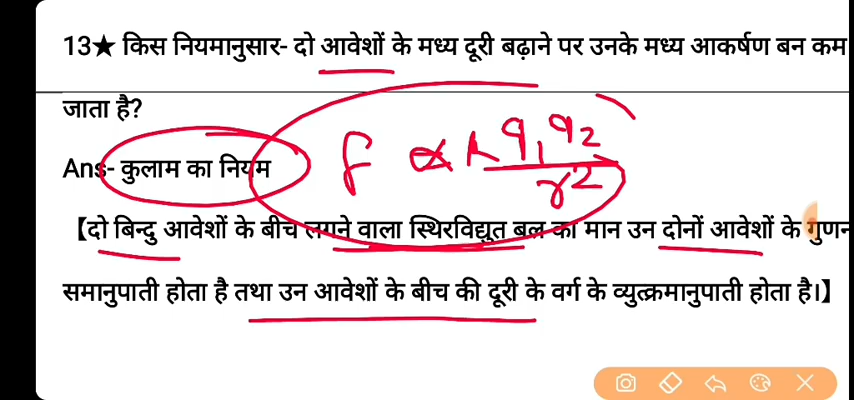 13★ किस नियमानुसार- दो आवेशों के मध्य दूरी बढ़ाने पर उनके मध्य आकर्षण बन कम
जाता है?
Ans- कुलाम का नियम
F ∝ k q₁q₂/r²
【दो बिन्दु आवेशों के बीच लगने वाला स्थिरविद्युत बल का मान उन दोनों आवेशों के गुणन
समानुपाती होता है तथा उन आवेशों के बीच की दूरी के वर्ग के व्युत्क्रमानुपाती होता है।】